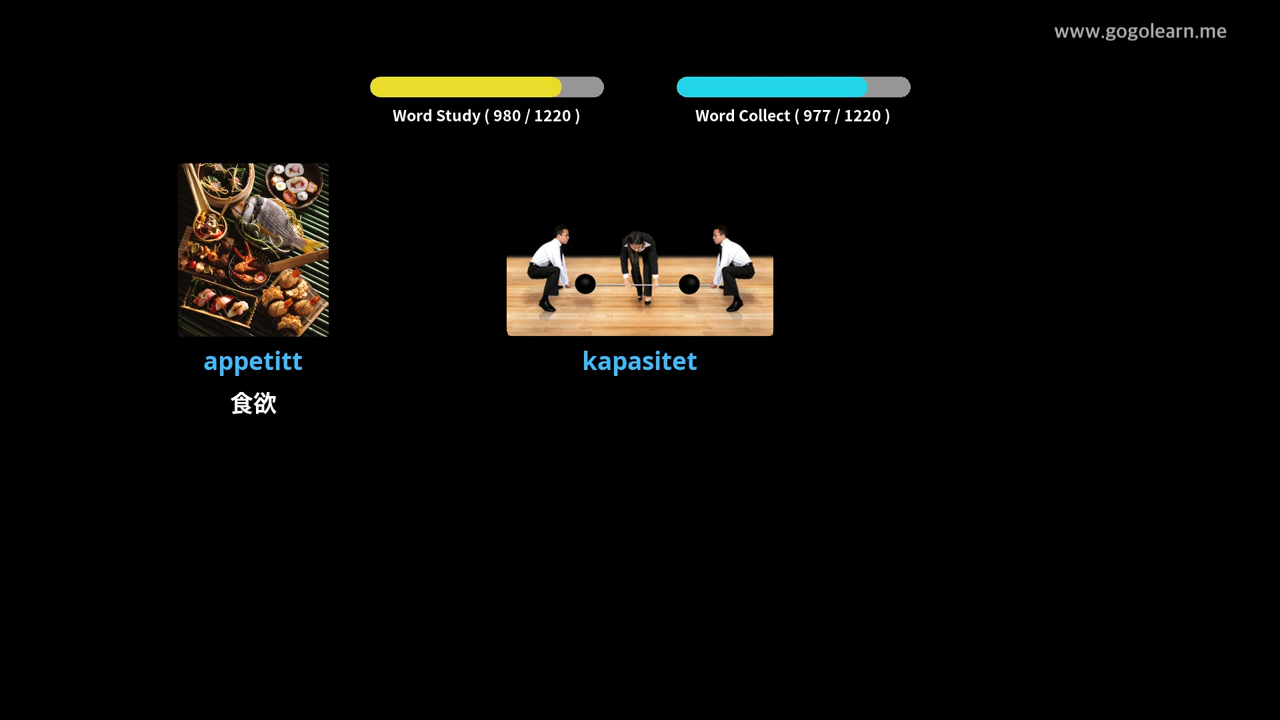 www.gogolearn.me
Word Study ( 980 / 1220 )
Word Collect ( 977 / 1220 )
appetitt
食欲
kapasitet